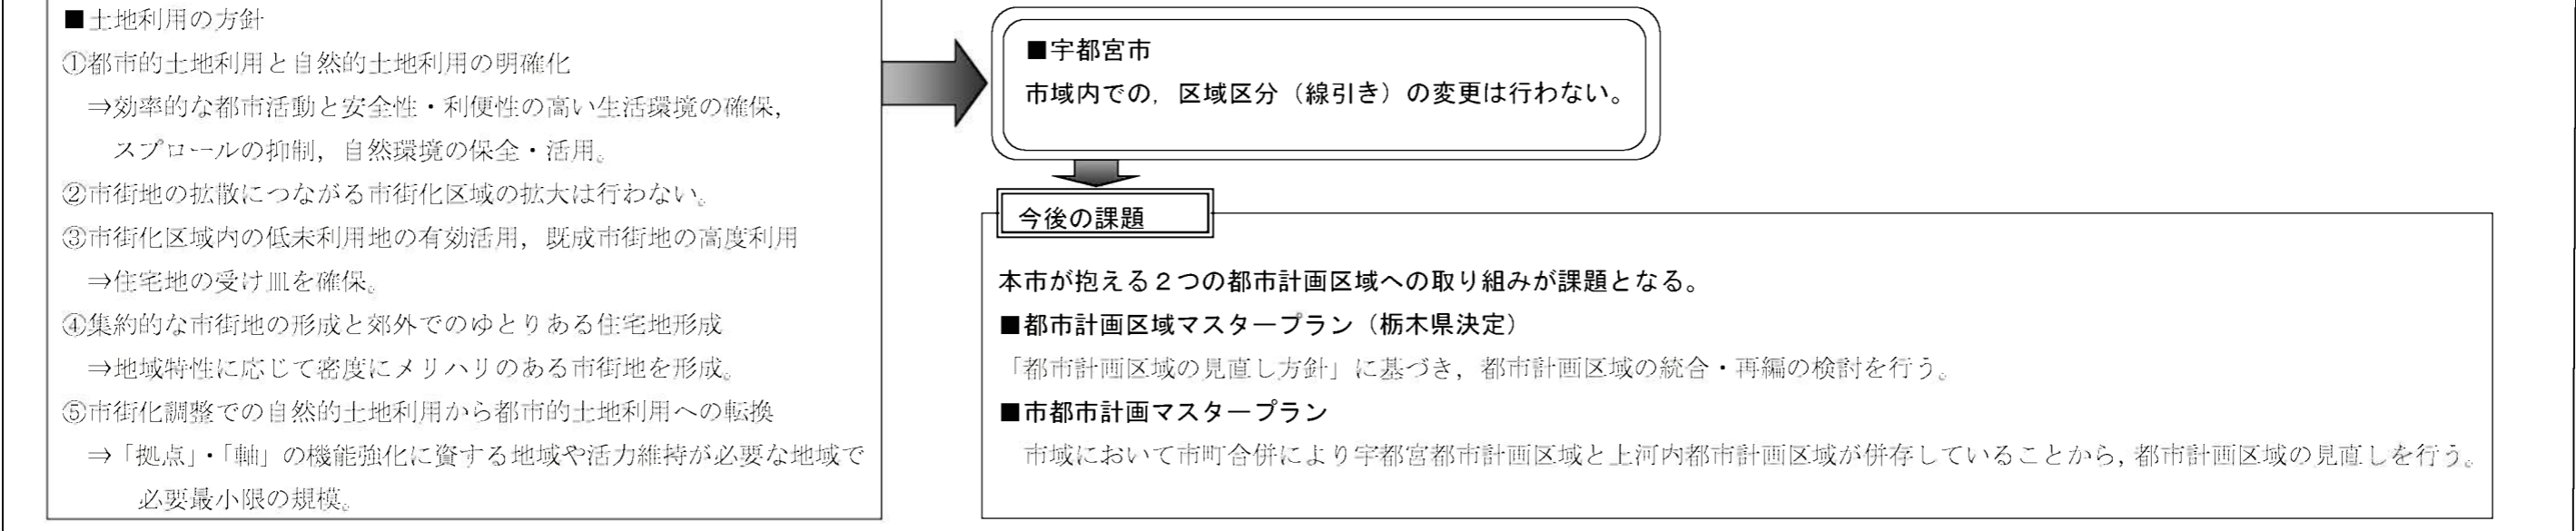 ■土地利用の方針
①都市的土地利用と自然的土地利用の明確化
⇒効率的な都市活動と安全性・利便性の高い生活環境の確保，
スプロールの抑制，自然環境の保全・活用。
②市街地の拡散につながる市街化区域の拡大は行わない。
③市街化区域内の低未利用地の有効活用，既成市街地の高度利用
⇒住宅地の受け皿を確保。
④集約的な市街地の形成と郊外でのゆとりある住宅地形成
⇒地域特性に応じて密度にメリハリのある市街地を形成。
⑤市街化調整での自然的土地利用から都市的土地利用への転換
⇒「拠点」・「軸」の機能強化に資する地域や活力維持が必要な地域で
必要最小限の規模。
■宇都宮市
市域内での，区域区分（線引き）の変更は行わない。
今後の課題
本市が抱える２つの都市計画区域への取り組みが課題となる。
■都市計画区域マスタープラン（栃木県決定）
「都市計画区域の見直し方針」に基づき，都市計画区域の統合・再編の検討を行う。
■市都市計画マスタープラン
市域において市町合併により宇都宮都市計画区域と上河内都市計画区域が併存していることから，都市計画区域の見直しを行う。